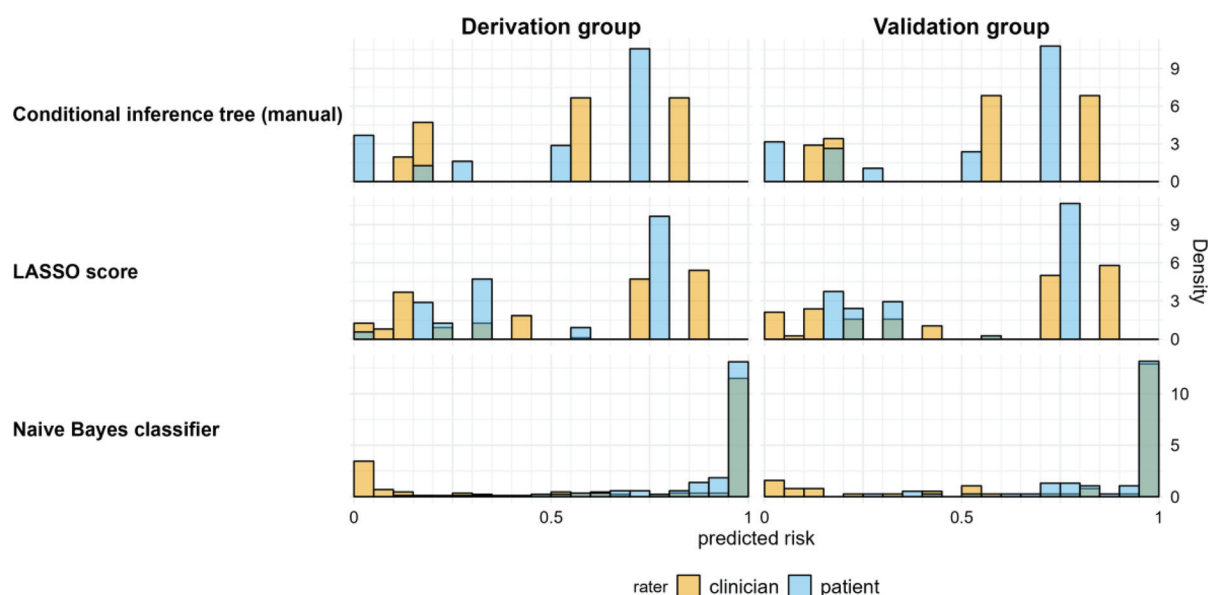 Derivation group Validation group
Conditional inference tree (manual)
9
6
3
0
LASSO score
9
6
3
0
Density
Naive Bayes classifier
10
5
0
0 0.5 1 0 0.5 1
predicted risk
rater clinician patient